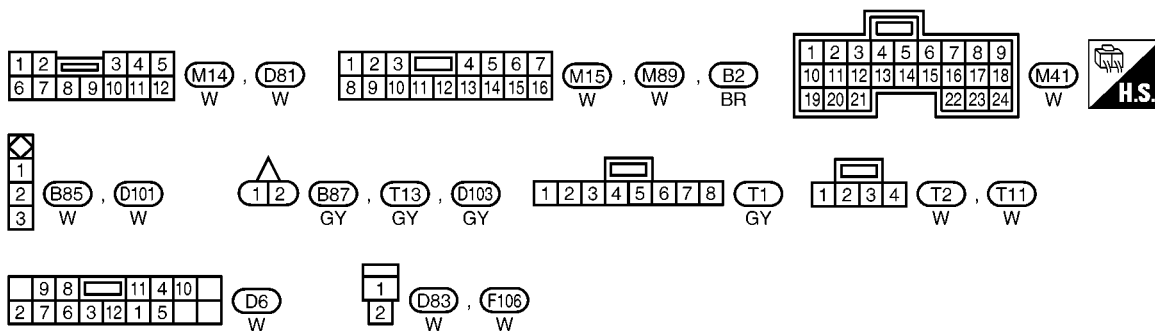 1 2 3 4 5
6 7 8 9 10 11 12
M14 , D81
W W
1 2 3 4 5 6 7
8 9 10 11 12 13 14 15 16
M15 , M89 , B2
W W BR
1 2 3 4 5 6 7 8 9
10 11 12 13 14 15 16 17 18
19 20 21 22 23 24
M41
W
H.S.
1
2
3
B85 , D101
W W
1 2
B87 , T13 , D103
GY GY GY
1 2 3 4 5 6 7 8
T1
GY
1 2 3 4
T2 , T11
W W
9 8 11 4 10
2 7 6 3 12 1 5
D6
W
1
2
D83 , F106
W W